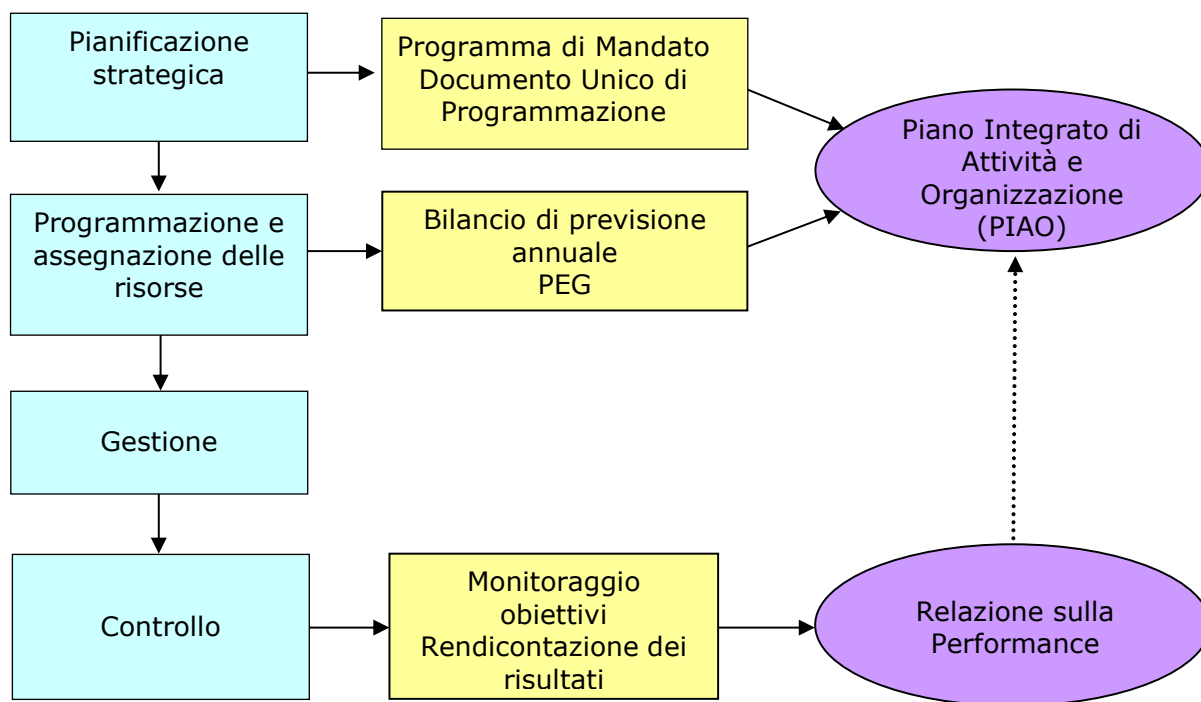 Pianificazione
strategica
Programma di Mandato
Documento Unico di
Programmazione
Piano Integrato di
Attività e
Organizzazione
(PIAO)
Programmazione e
assegnazione delle
risorse
Bilancio di previsione
annuale
PEG
Gestione
Controllo
Monitoraggio
obiettivi
Rendicontazione dei
risultati
Relazione sulla
Performance